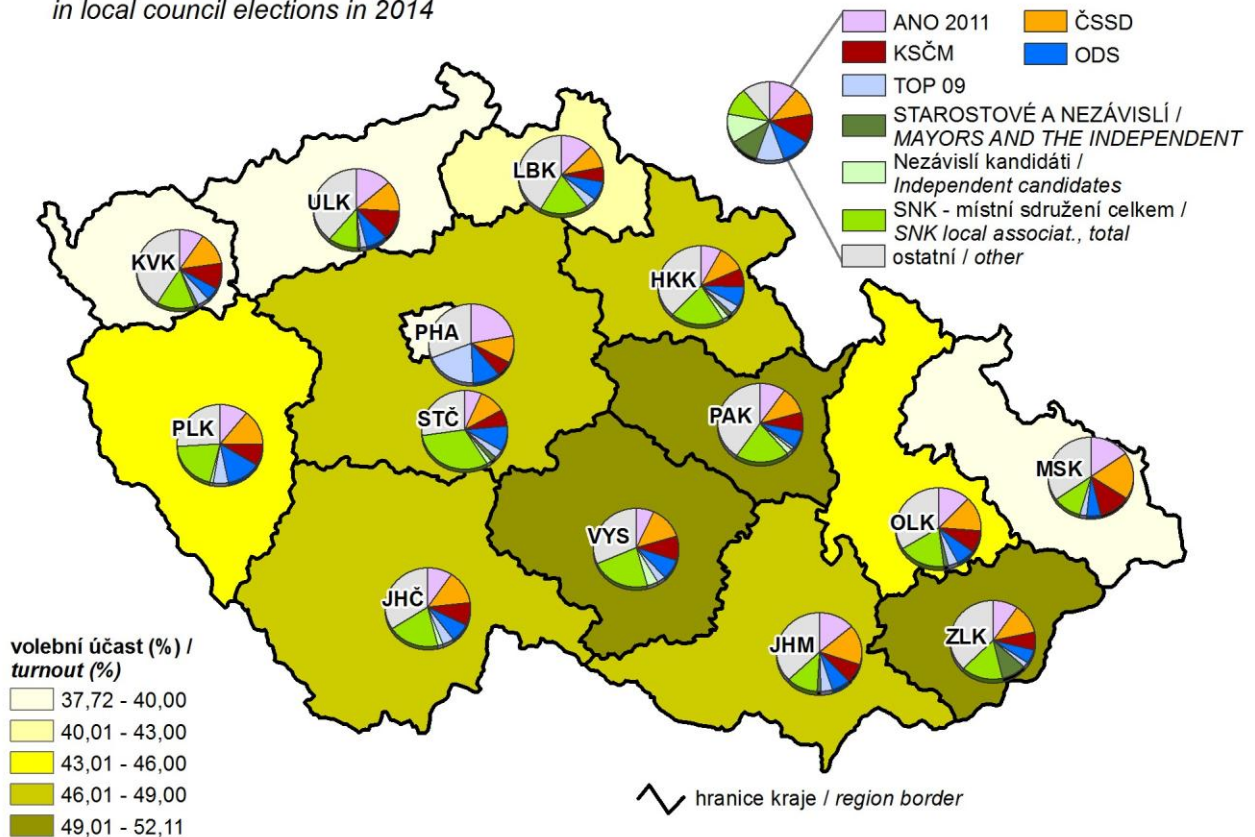 in local council elections in 2014
ANO 2011
ČSSD
KSČM
ODS
TOP 09
STAROSTOVÉ A NEZÁVISLÍ /
MAYORS AND THE INDEPENDENT
Nezávislí kandidáti /
Independent candidates
SNK - místní sdružení celkem /
SNK local associat., total
ostatní / other
LBK
ULK
KVK
HKK
PHA
STČ
PAK
PLK
MSK
OLK
VYS
JHČ
JHM
ZLK
volební účast (%) /
turnout (%)
37,72 - 40,00
40,01 - 43,00
43,01 - 46,00
46,01 - 49,00
49,01 - 52,11
hranice kraje / region border